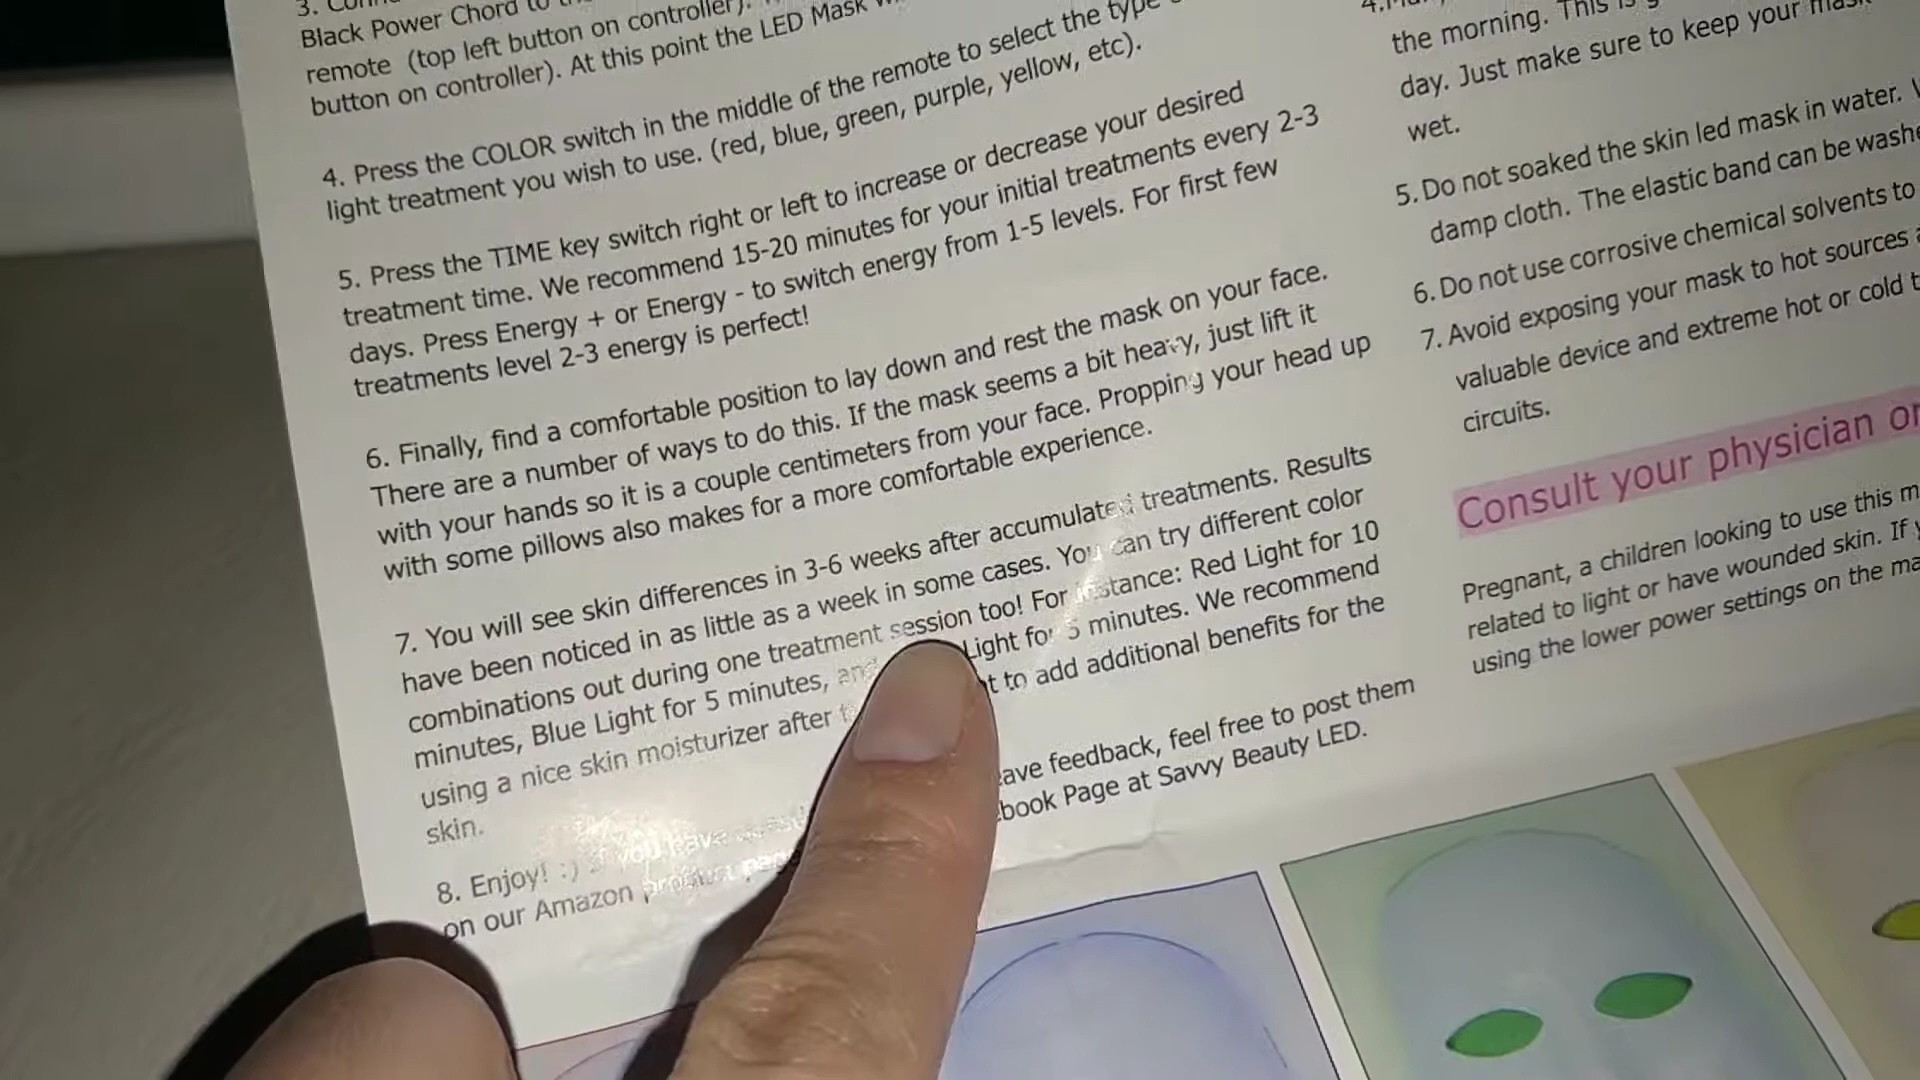 Black Power Chord to
remote (top left button on controller).
button on controller). At this point the LED Mask
4. Press the COLOR switch in the middle of the remote to select the type
light treatment you wish to use. (red, blue, green, purple, yellow, etc).
5. Press the TIME key switch right or left to increase or decrease your desired
treatment time. We recommend 15-20 minutes for your initial treatments every 2-3
days. Press Energy + or Energy - to switch energy from 1-5 levels. For first few
treatments level 2-3 energy is perfect!
6. Finally, find a comfortable position to lay down and rest the mask on your face.
There are a number of ways to do this. If the mask seems a bit heavy, just lift it
with your hands so it is a couple centimeters from your face. Propping your head up
with some pillows also makes for a more comfortable experience.
7. You will see skin differences in 3-6 weeks after accumulated treatments. Results
have been noticed in as little as a week in some cases. You can try different color
combinations out during one treatment session too! For instance: Red Light for 10
minutes, Blue Light for 5 minutes, and Light for 5 minutes. We recommend
using a nice skin moisturizer after to add additional benefits for the
skin.
8. Enjoy! :) If you have feedback, feel free to post them
on our Amazon product page Page at Savvy Beauty LED.
the morning. This is
day. Just make sure to keep your mask
wet.
5. Do not soaked the skin led mask in water.
damp cloth. The elastic band can be
6. Do not use corrosive chemical solvents to
7. Avoid exposing your mask to hot sources
valuable device and extreme hot or cold
circuits.
Consult your physician or
Pregnant, a children looking to use this
related to light or have wounded skin. If
using the lower power settings on the